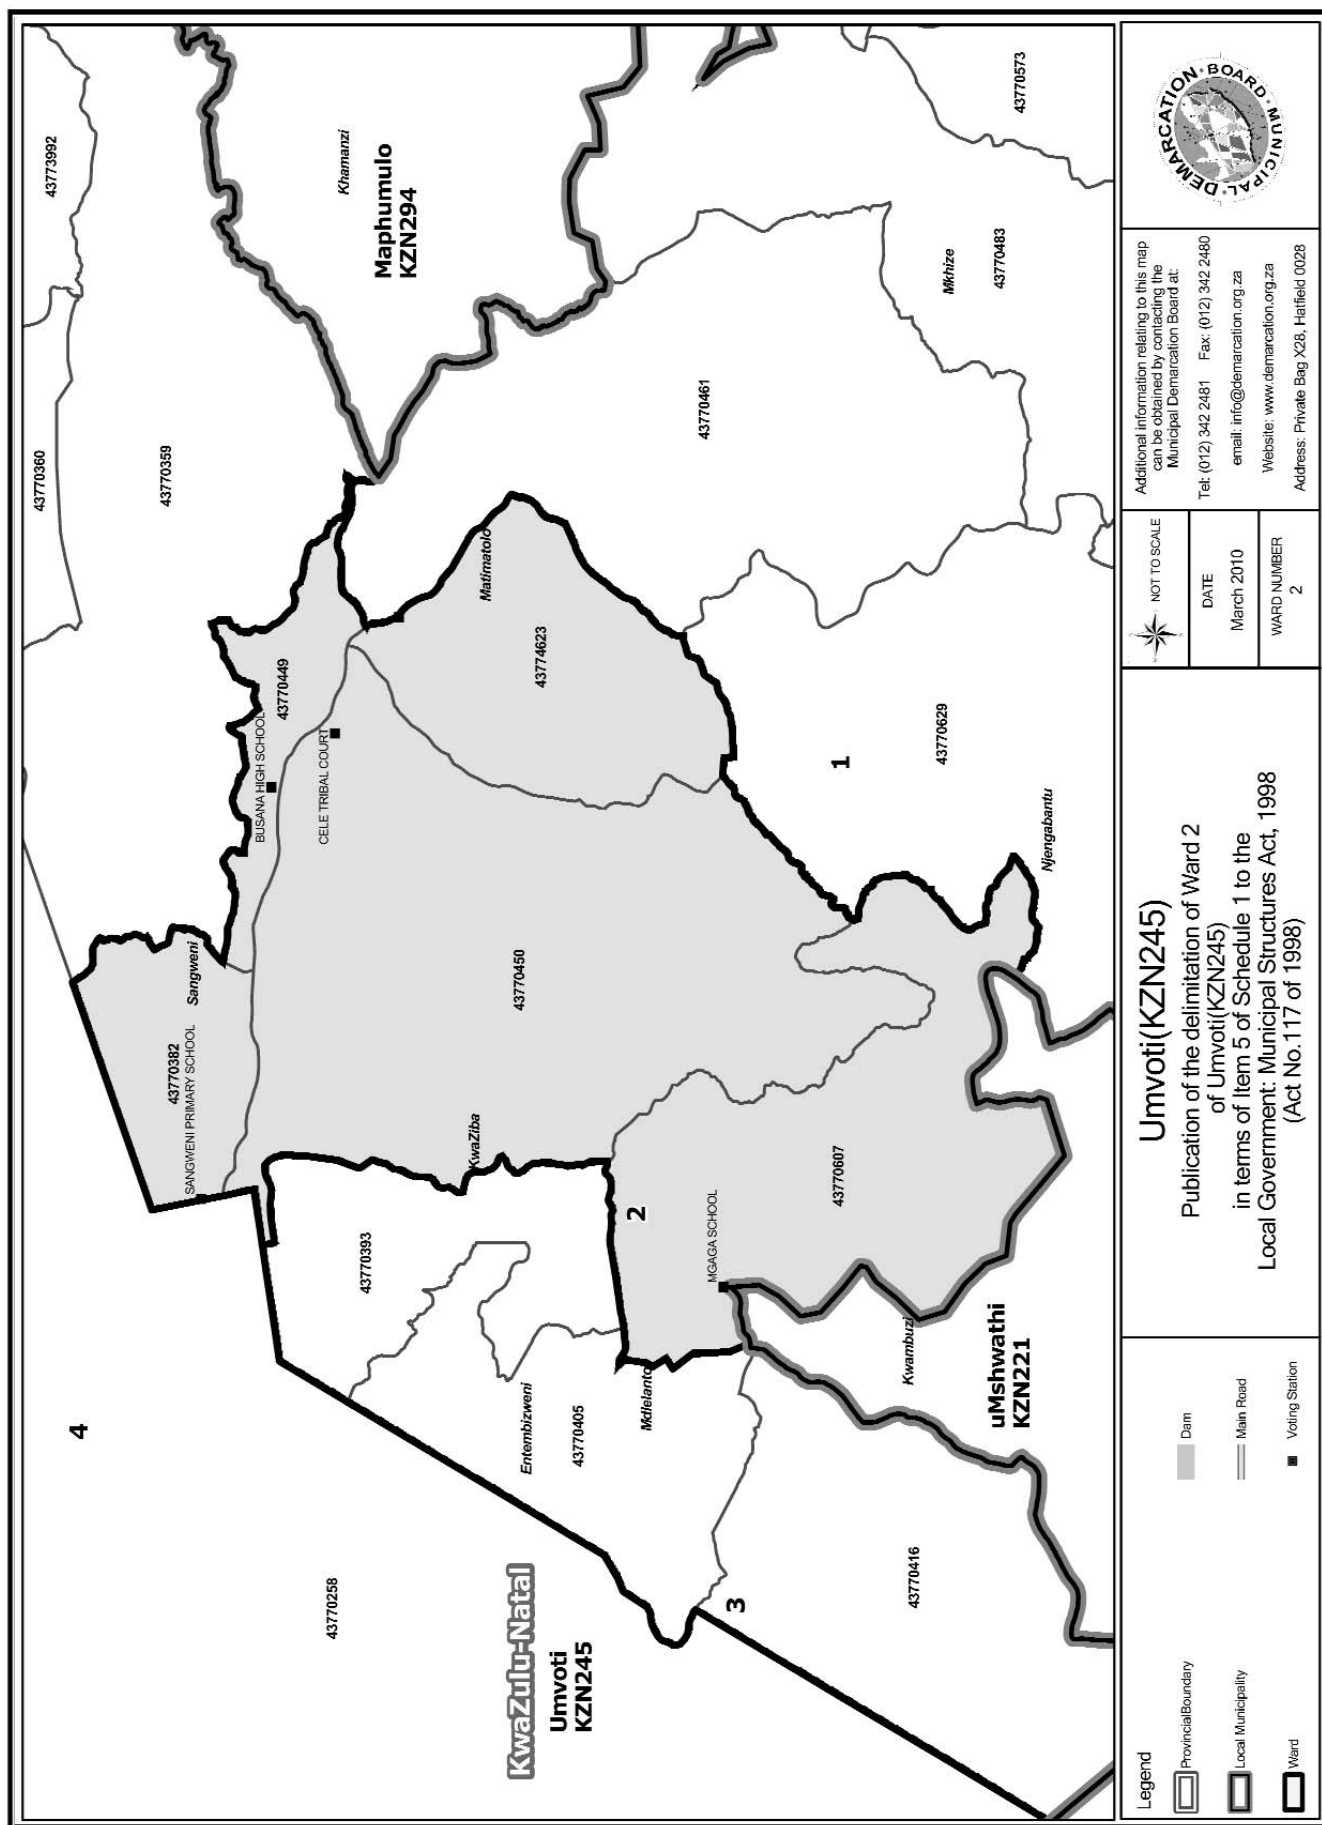 4
43770258
KwaZulu-Natal
Umvoti
KZN245
3
43770416
Entembizweni
43770405
Mdlelanto
43770393
Kwambuzi
uMshwathi
KZN221
43770382
SANGWENI PRIMARY SCHOOL
Sangweni
KwaZiba
2
MGAGA SCHOOL
43770607
43770450
BUSANA HIGH SCHOOL
43770449
CELE TRIBAL COURT
43774623
Matimatolo
1
43770629
Njengabantu
43770360
43770359
43773992
Khamanzi
Maphumulo
KZN294
43770461
Mkhize
43770483
43770573
Legend
ProvincialBoundary
Local Municipality
Ward
Dam
Main Road
Voting Station
Umvoti(KZN245)
Publication of the delimitation of Ward 2
of Umvoti(KZN245)
in terms of Item 5 of Schedule 1 to the
Local Government: Municipal Structures Act, 1998
(Act No.117 of 1998)
NOT TO SCALE
DATE
March 2010
WARD NUMBER
2
Additional information relating to this map
can be obtained by contacting the
Municipal Demarcation Board at:
Tel: (012) 342 2481 Fax: (012) 342 2480
email: info@demarcation.org.za
Website: www.demarcation.org.za
Address: Private Bag X28, Hatfield 0028
MUNICIPAL DEMARCATION BOARD